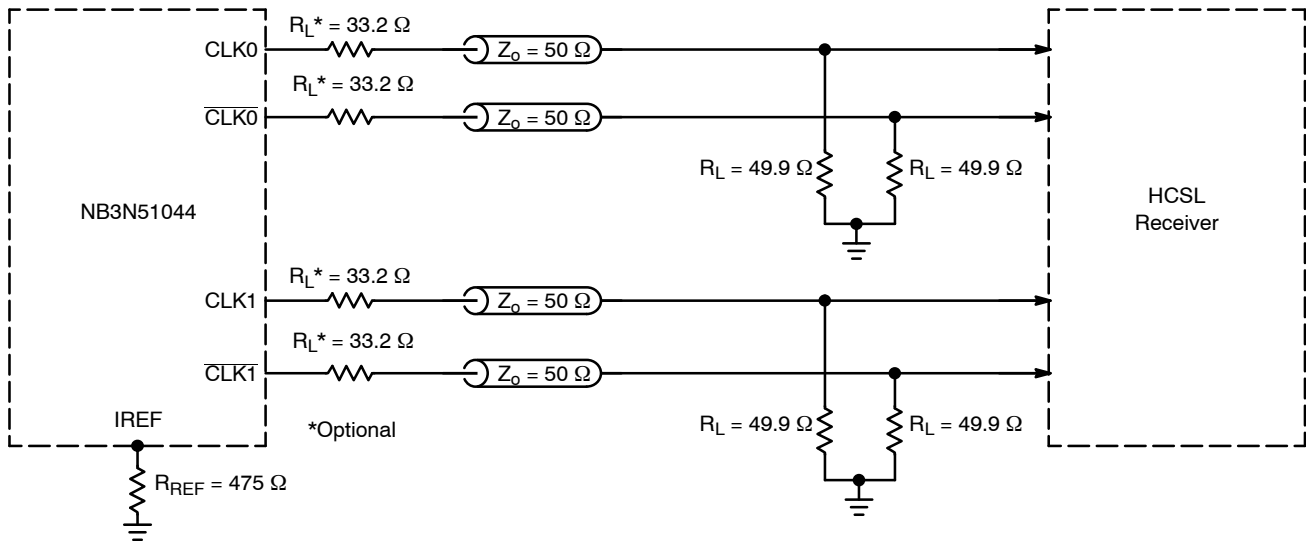 R_L* = 33.2 Ω
CLK0
Z_o = 50 Ω
R_L* = 33.2 Ω
C̅L̅K̅0̅
Z_o = 50 Ω
R_L = 49.9 Ω
R_L = 49.9 Ω
NB3N51044
HCSL
Receiver
R_L* = 33.2 Ω
CLK1
Z_o = 50 Ω
R_L* = 33.2 Ω
C̅L̅K̅1̅
Z_o = 50 Ω
IREF
*Optional
R_L = 49.9 Ω
R_L = 49.9 Ω
R_REF = 475 Ω